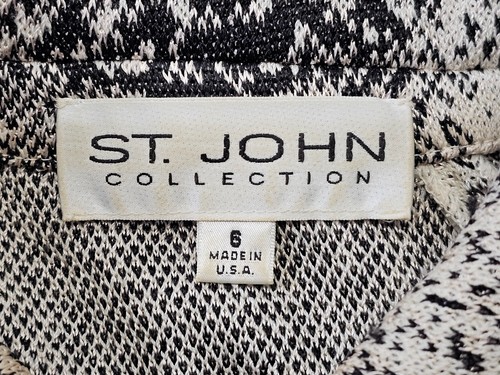 ST. JOHN
COLLECTION
6
MADE IN
U.S.A.